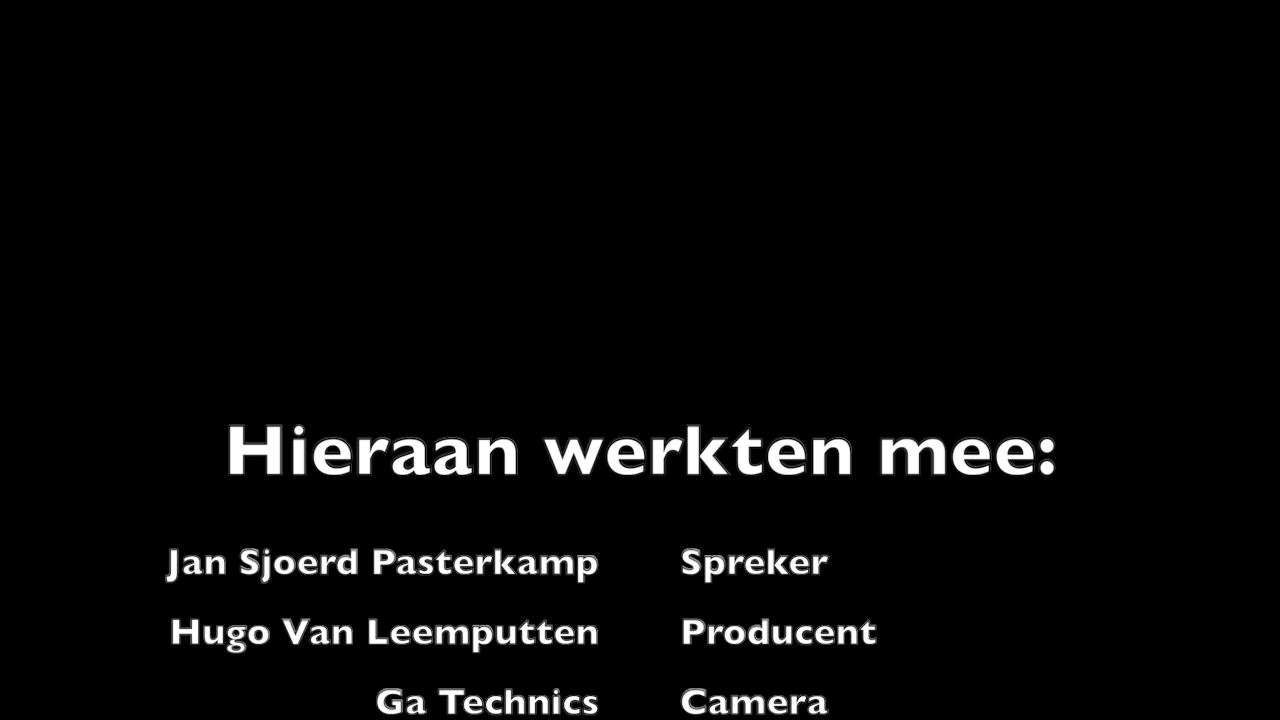 Hieraan werkten mee:
Jan Sjoerd Pasterkamp Spreker
Hugo Van Leemputten Producent
Ga Technics Camera